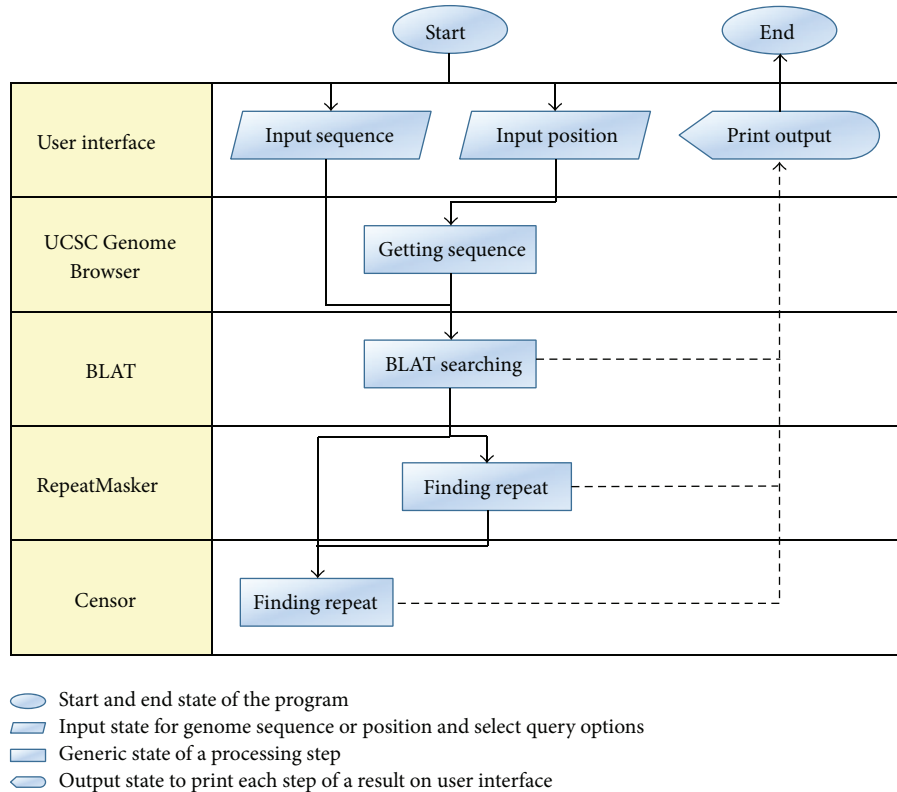 Start
End
User interface
Input sequence
Input position
Print output
UCSC Genome
Browser
Getting sequence
BLAT
BLAT searching
RepeatMasker
Finding repeat
Censor
Finding repeat
Start and end state of the program
Input state for genome sequence or position and select query options
Generic state of a processing step
Output state to print each step of a result on user interface